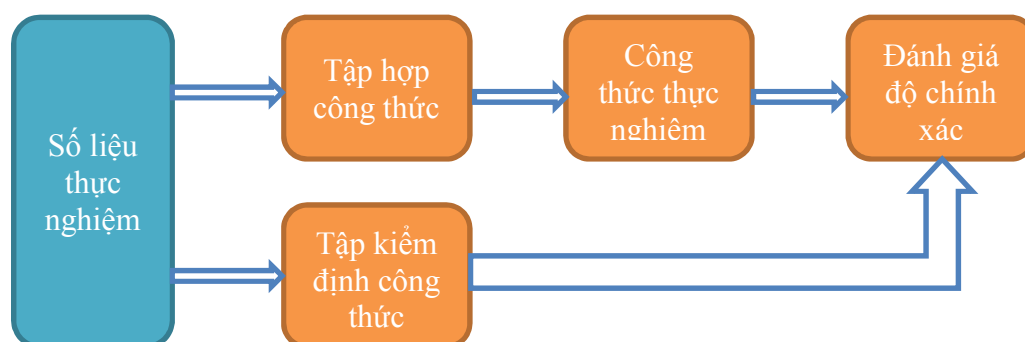 Số liệu
thực
nghiệm
Tập hợp
công thức
Công
thức thực
nghiệm
Đánh giá
độ chính
xác
Tập kiểm
định công
thức